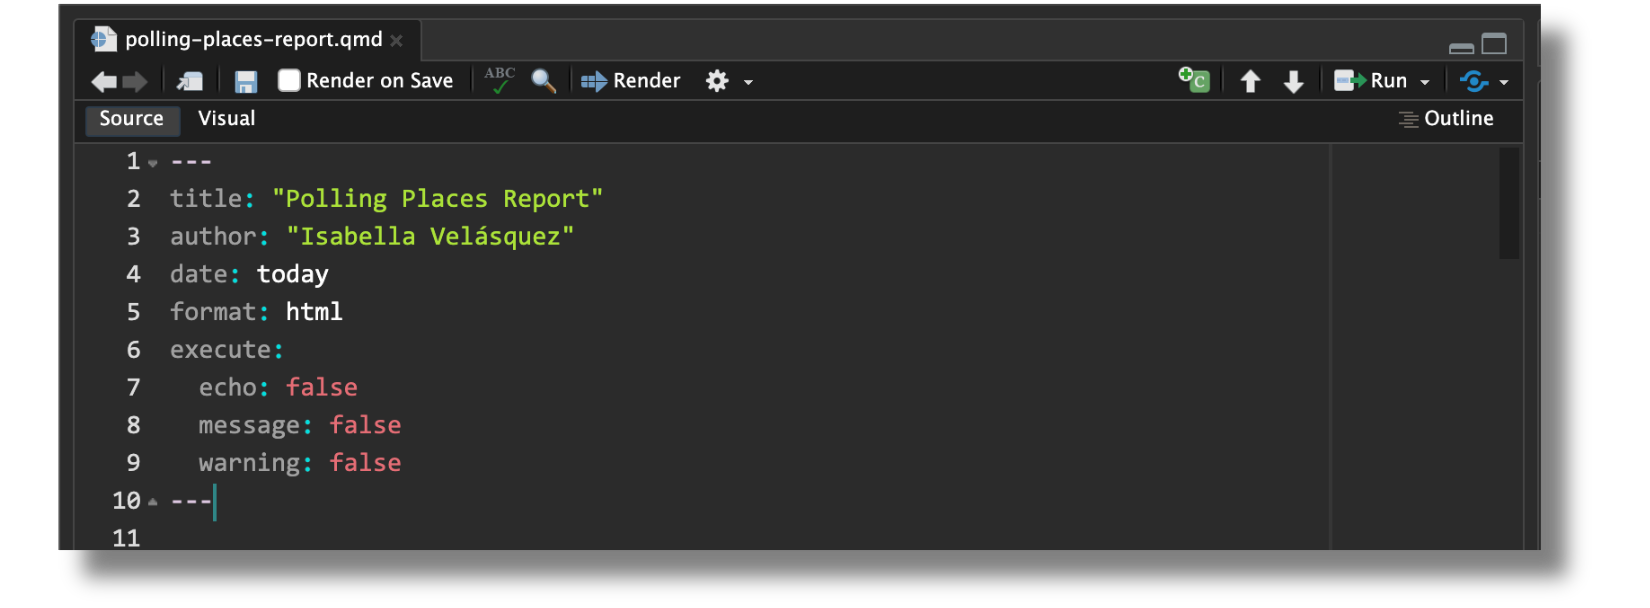 polling-places-report.qmd
Render on Save ABC Render Run
Source Visual Outline
1 ---
2 title: "Polling Places Report"
3 author: "Isabella Velásquez"
4 date: today
5 format: html
6 execute:
7   echo: false
8   message: false
9   warning: false
10 ---
11